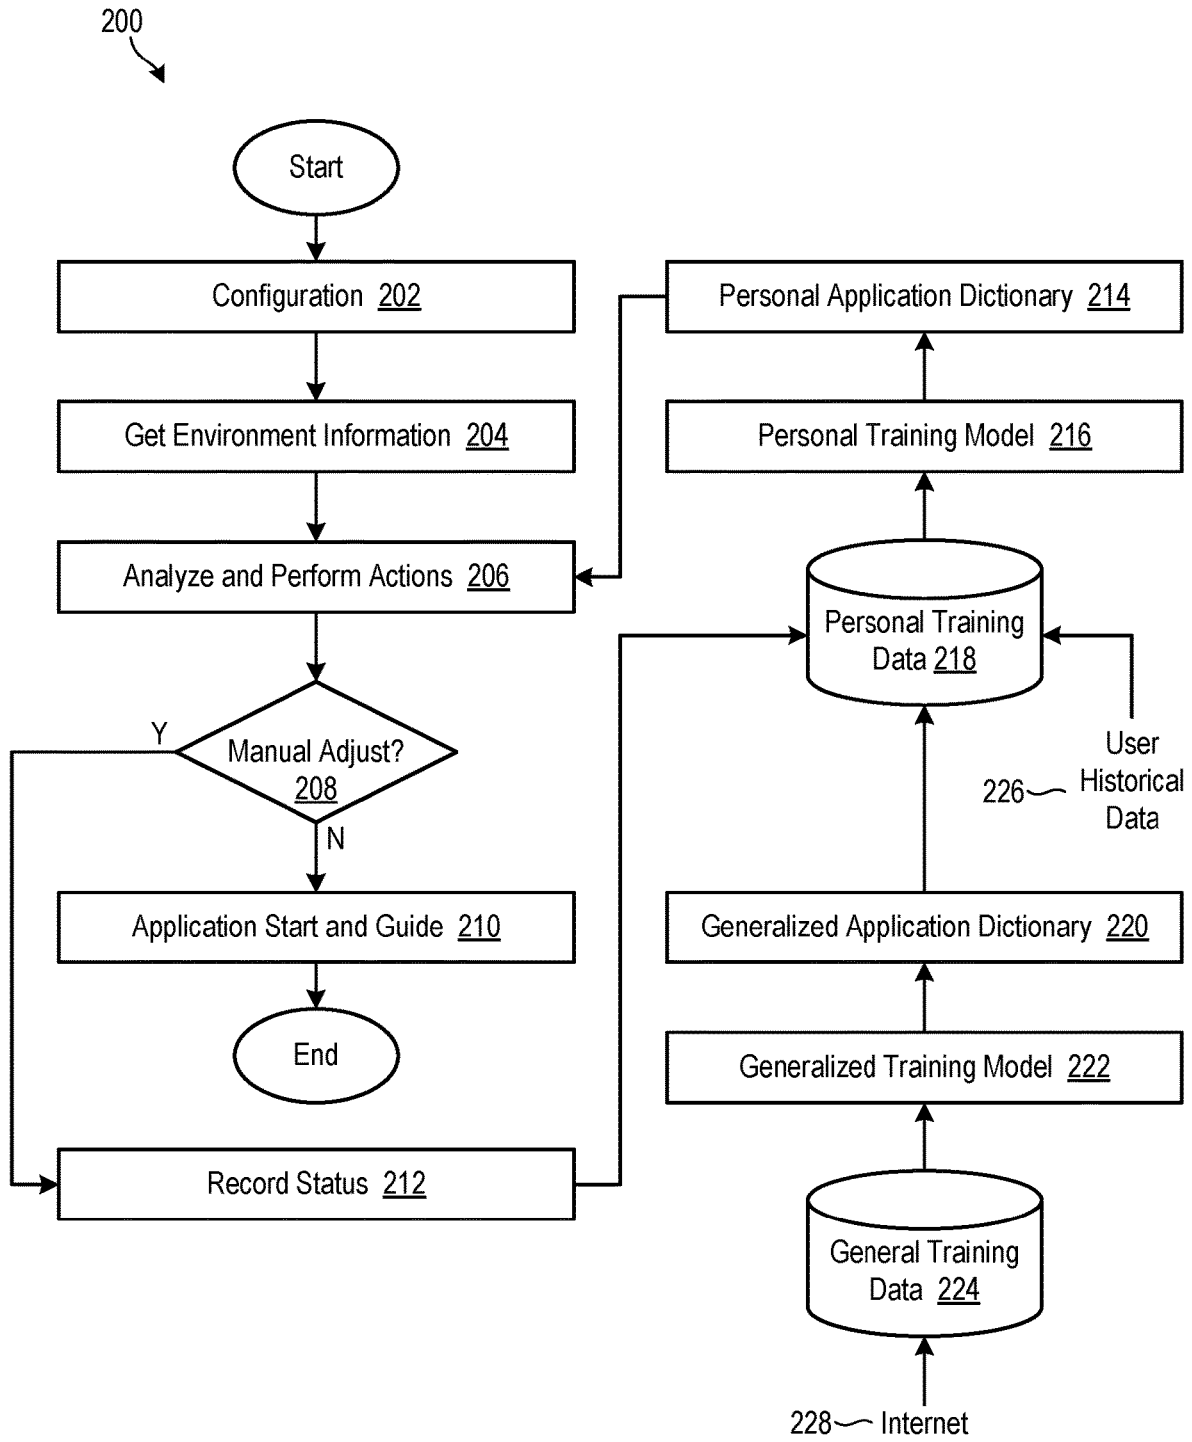 200
Start
Configuration 202
Get Environment Information 204
Analyze and Perform Actions 206
Y
Manual Adjust?
208
N
Application Start and Guide 210
End
Record Status 212
Personal Application Dictionary 214
Personal Training Model 216
Personal Training
Data 218
User
Historical
Data
226
Generalized Application Dictionary 220
Generalized Training Model 222
General Training
Data 224
228 Internet